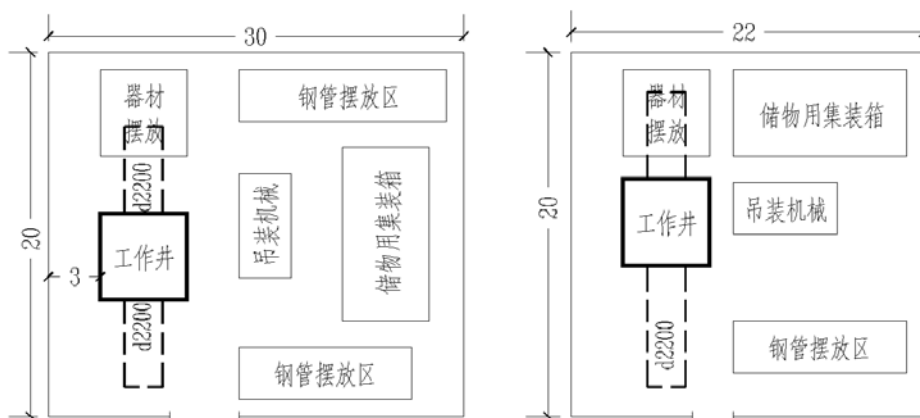 30
器材
摆放
钢管摆放区
d2200
吊装机械
储物用集装箱
20
工作井
3
d2200
钢管摆放区
22
器材
摆放
储物用集装箱
20
吊装机械
工作井
d2200
钢管摆放区